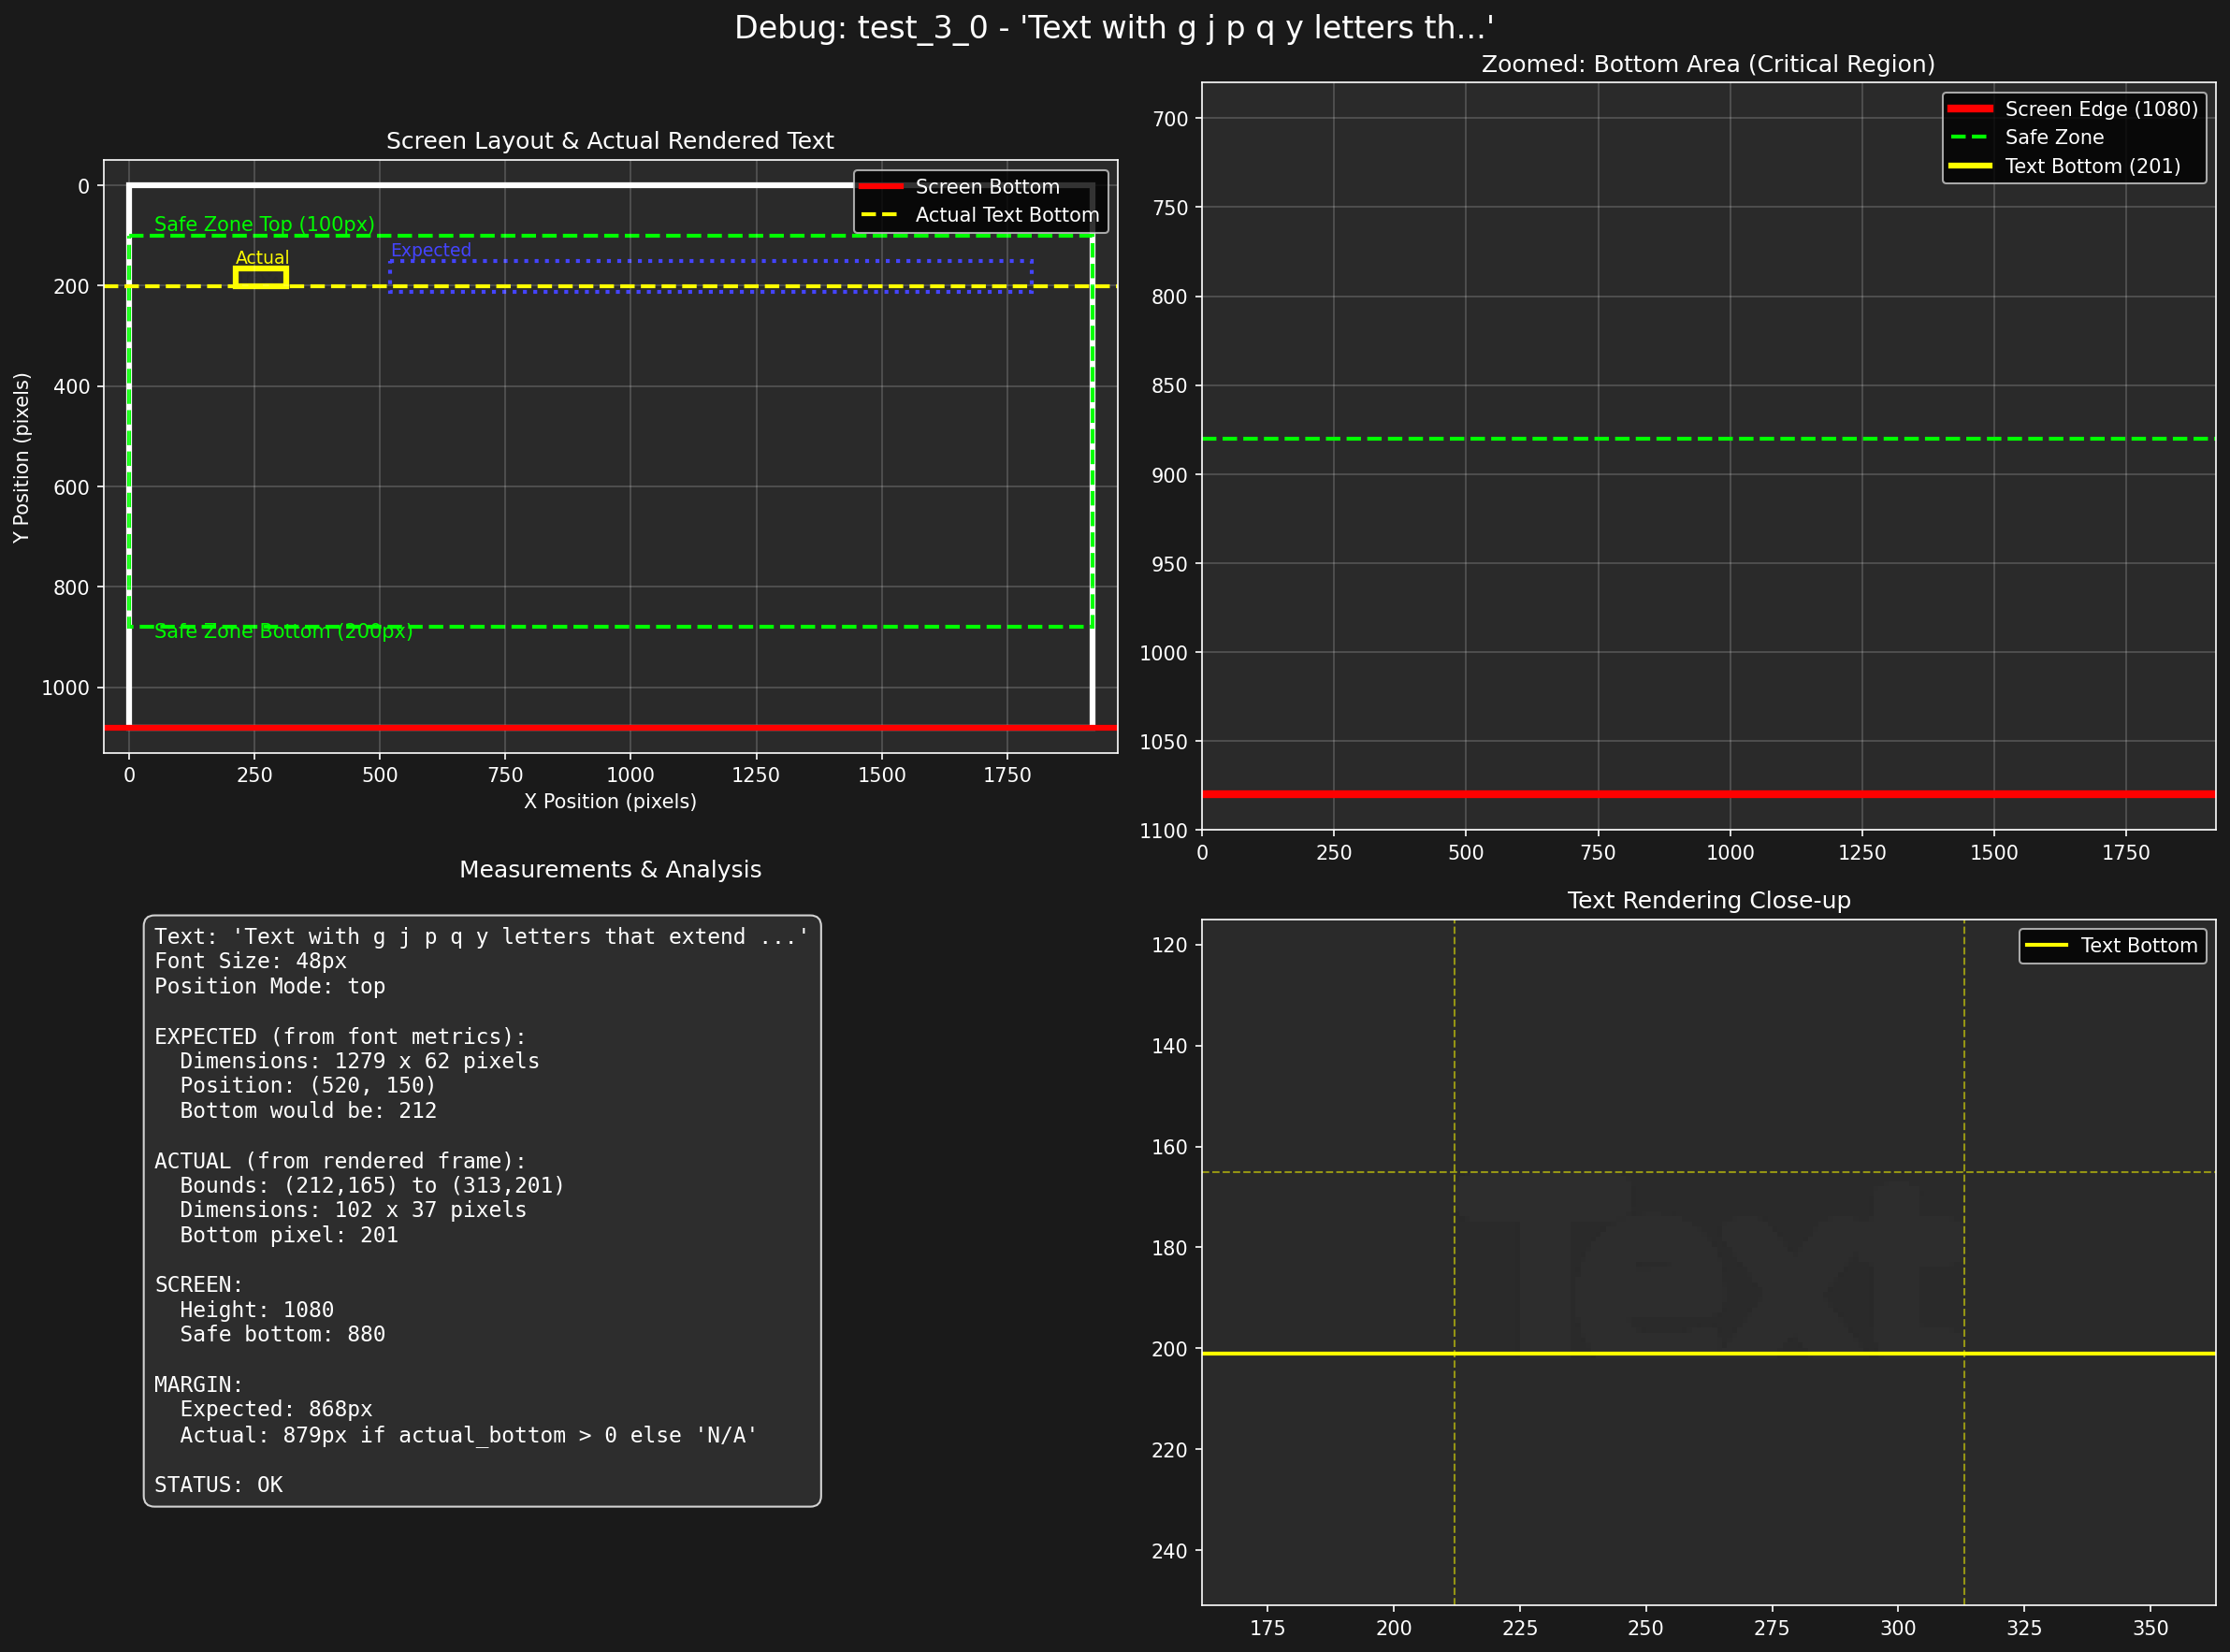 Debug: test_3_0 - 'Text with g j p q y letters th...'
Screen Layout & Actual Rendered Text
0
200
400
600
800
1000
Y Position (pixels)
Screen Bottom
Actual Text Bottom
Safe Zone Top (100px)
Actual
Expected
Safe Zone Bottom (200px)
0
250
500
750
1000
1250
1500
1750
X Position (pixels)
Zoomed: Bottom Area (Critical Region)
Screen Edge (1080)
Safe Zone
Text Bottom (201)
700
750
800
850
900
950
1000
1050
1100
0
250
500
750
1000
1250
1500
1750
Measurements & Analysis
Text: 'Text with g j p q y letters that extend ...'
Font Size: 48px
Position Mode: top
EXPECTED (from font metrics):
Dimensions: 1279 x 62 pixels
Position: (520, 150)
Bottom would be: 212
ACTUAL (from rendered frame):
Bounds: (212,165) to (313,201)
Dimensions: 102 x 37 pixels
Bottom pixel: 201
SCREEN:
Height: 1080
Safe bottom: 880
MARGIN:
Expected: 868px
Actual: 879px if actual_bottom > 0 else 'N/A'
STATUS: OK
Text Rendering Close-up
Text Bottom
120
140
160
180
200
220
240
Text
175
200
225
250
275
300
325
350